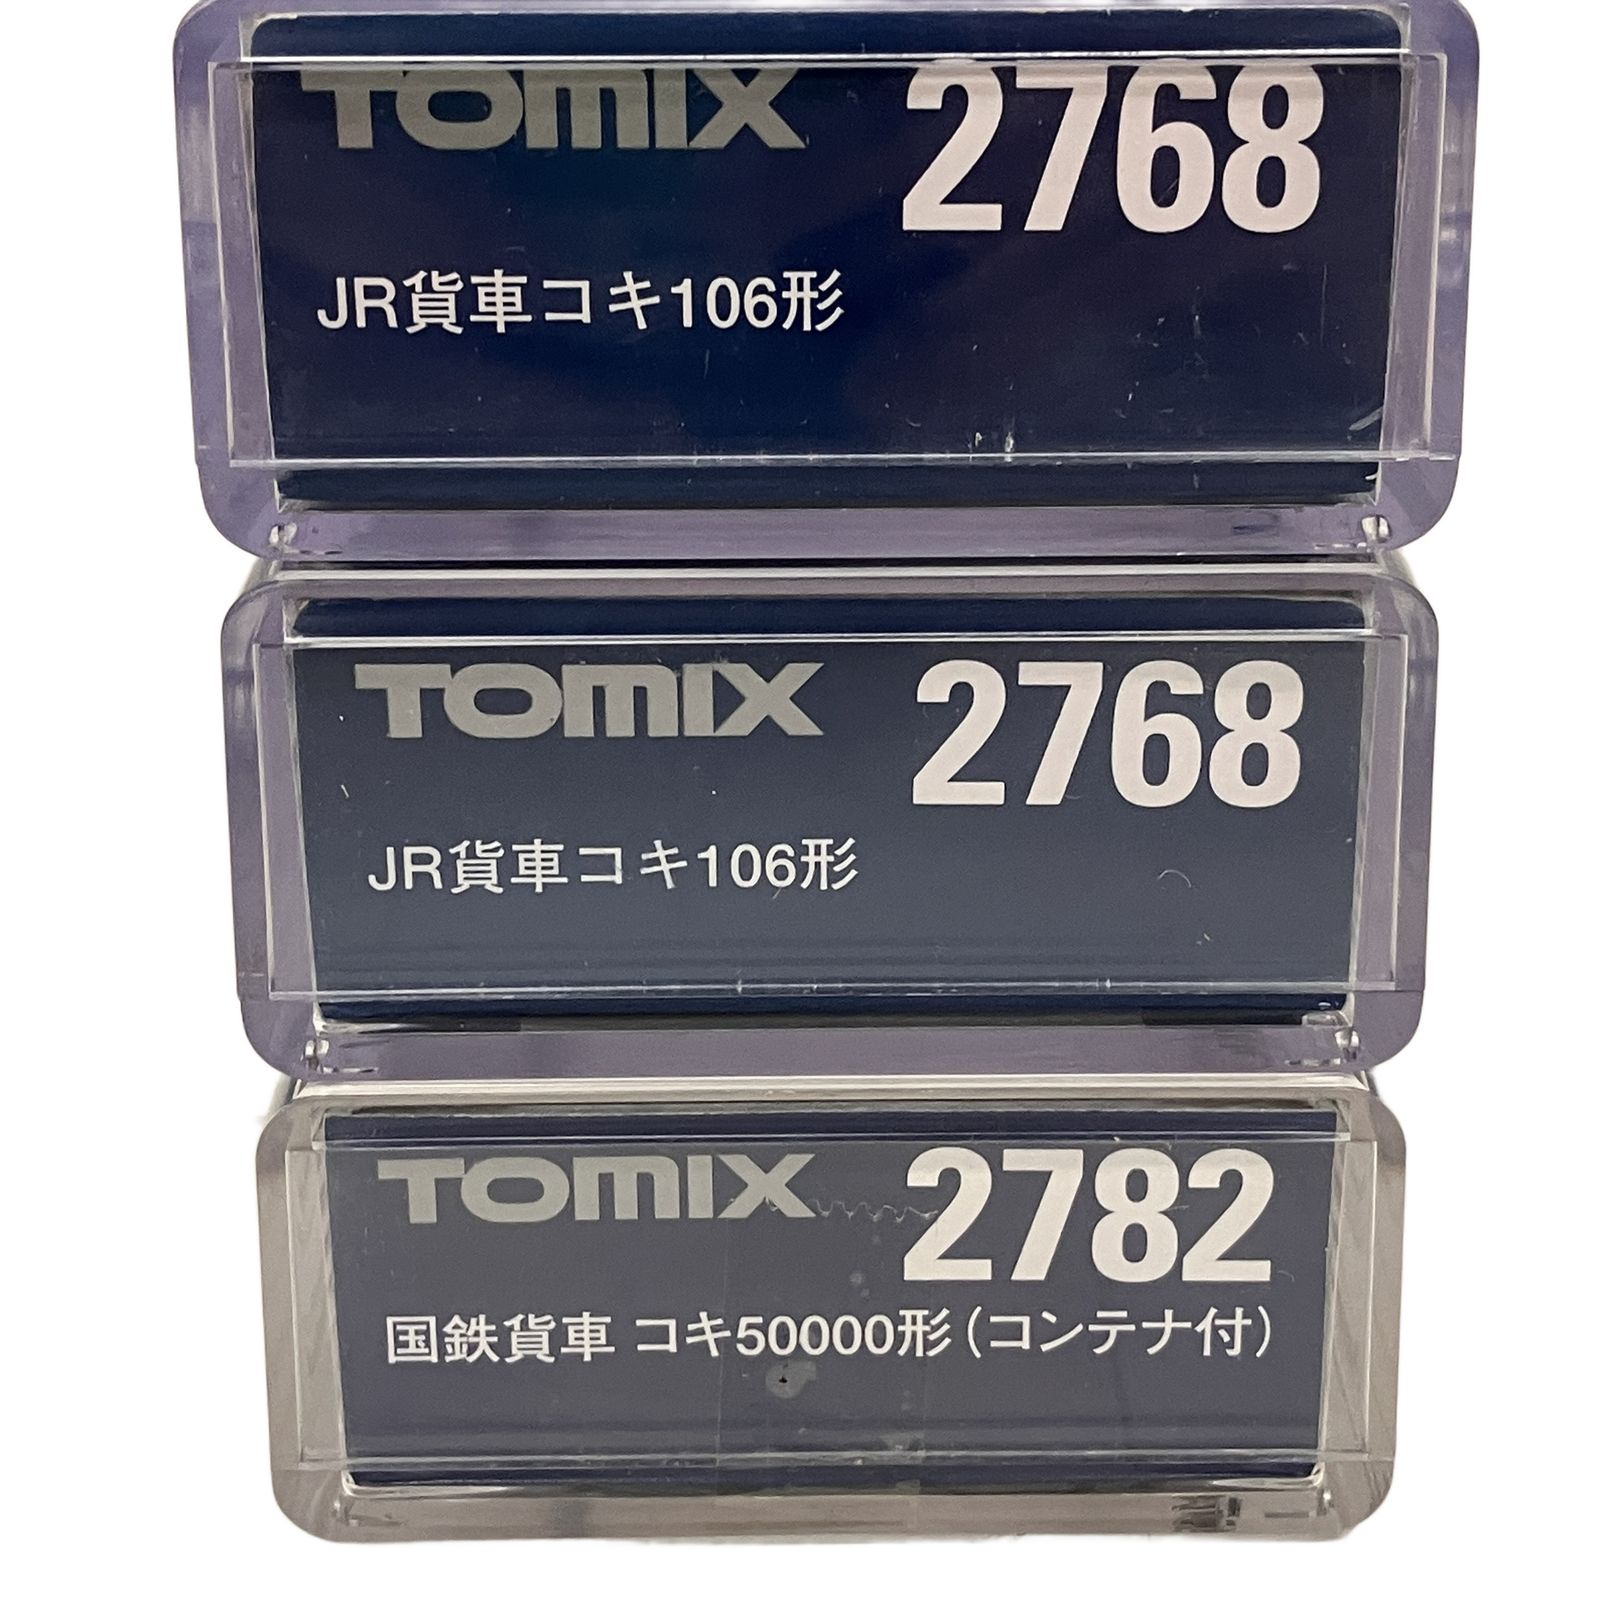 TOMIX 2768
JR貨車コキ106形
TOMIX 2768
JR貨車コキ106形
TOMIX 2782
国鉄貨車 コキ50000形(コンテナ付)